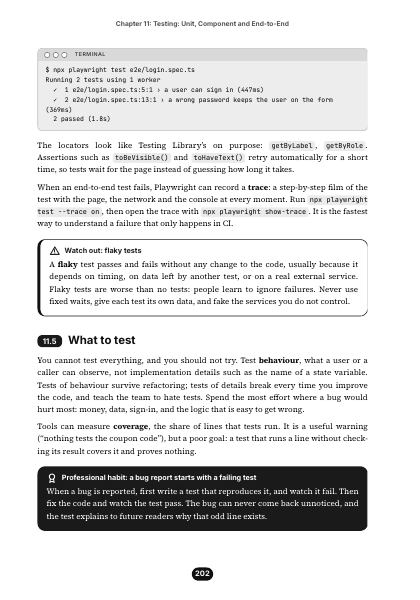 Chapter 11: Testing: Unit, Component and End-to-End
TERMINAL
$ npx playwright test e2e/login.spec.ts
Running 2 tests using 1 worker
✓ 1 e2e/login.spec.ts:5:1 › a user can sign in (447ms)
✓ 2 e2e/login.spec.ts:13:1 › a wrong password keeps the user on the form
(369ms)
2 passed (1.8s)
The locators look like Testing Library's on purpose: getByLabel, getByRole.
Assertions such as toBeVisible() and toHaveText() retry automatically for a short
time, so tests wait for the page instead of guessing how long it takes.
When an end-to-end test fails, Playwright can record a trace: a step-by-step film of the
test with the page, the network and the console at every moment. Run npx playwright
test --trace on, then open the trace with npx playwright show-trace. It is the fastest
way to understand a failure that only happens in CI.
Watch out: flaky tests
A flaky test passes and fails without any change to the code, usually because it
depends on timing, on data left by another test, or on a real external service.
Flaky tests are worse than no tests: people learn to ignore failures. Never use
fixed waits, give each test its own data, and fake the services you do not control.
11.5 What to test
You cannot test everything, and you should not try. Test behaviour, what a user or a
caller can observe, not implementation details such as the name of a state variable.
Tests of behaviour survive refactoring; tests of details break every time you improve
the code, and teach the team to hate tests. Spend the most effort where a bug would
hurt most: money, data, sign-in, and the logic that is easy to get wrong.
Tools can measure coverage, the share of lines that tests run. It is a useful warning
("nothing tests the coupon code"), but a poor goal: a test that runs a line without check-
ing its result covers it and proves nothing.
Professional habit: a bug report starts with a failing test
When a bug is reported, first write a test that reproduces it, and watch it fail. Then
fix the code and watch the test pass. The bug can never come back unnoticed, and
the test explains to future readers why that odd line exists.
202